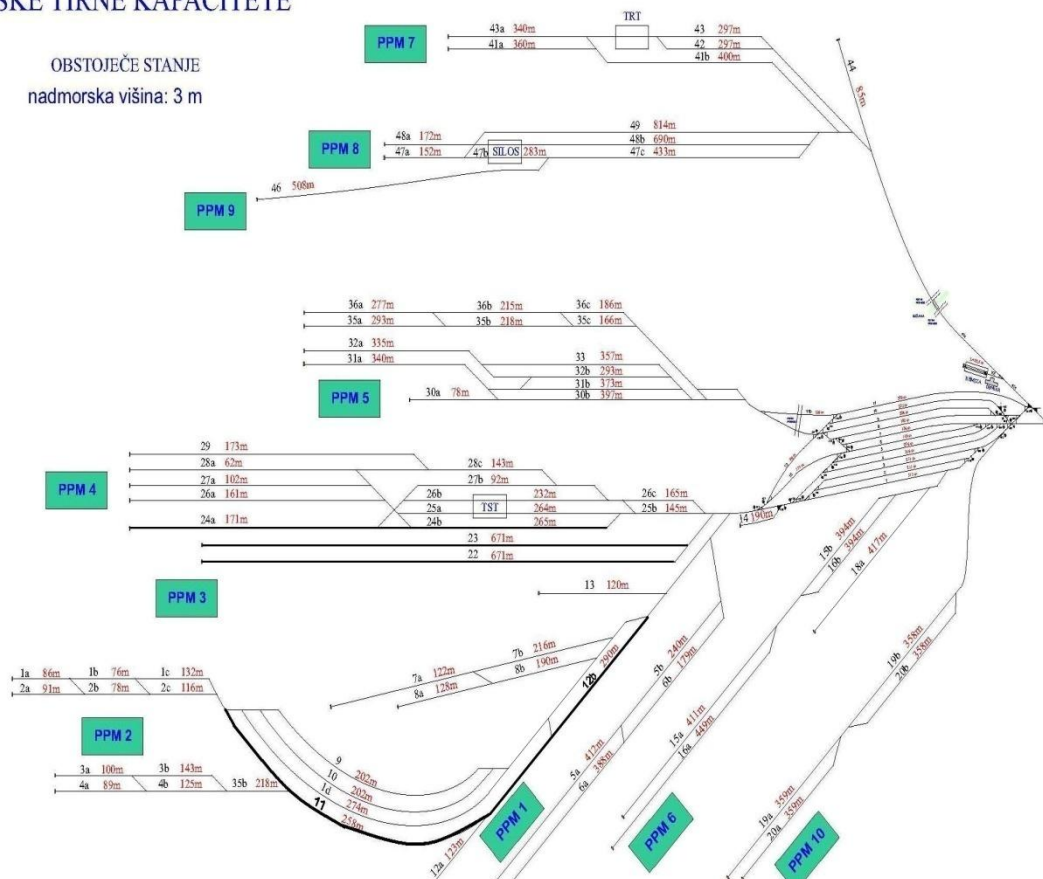 SKE TIRNE KAPACITETE
OBSTOJEČE STANJE
nadmorska višina: 3 m
PPM 7
43a 340m
41a 360m
TRT
43 297m
42 297m
41b 400m
44 85m
PPM 8
48a 172m
47a 152m
47b SILOS 283m
49 814m
48b 690m
47c 433m
46 508m
PPM 9
36a 277m
36b 215m
36c 186m
35a 293m
35b 218m
35c 166m
32a 335m
31a 340m
33 357m
32b 293m
31b 373m
30b 397m
PPM 5
30a 78m
29 173m
28a 62m
27a 102m
26a 161m
24a 171m
PPM 4
28c 143m
27b 92m
26b 232m
25a TST 264m
24b 265m
26c 165m
25b 145m
14 190m
23 671m
22 671m
PPM 3
13 120m
15b 394m
16b 394m
18a 417m
7a 122m
7b 216m
8a 128m
8b 190m
12b 290m
5b 240m
6b 179m
19b 358m
20b 358m
1a 86m
1b 76m
1c 132m
2a 91m
2b 78m
2c 116m
PPM 2
3a 100m
3b 143m
4a 89m
4b 125m
35b 218m
9 202m
10 202m
1d 274m
11 258m
12a 123m
PPM 1
5a 412m
6a 388m
15a 411m
16a 449m
PPM 6
19a 359m
20a 359m
PPM 10